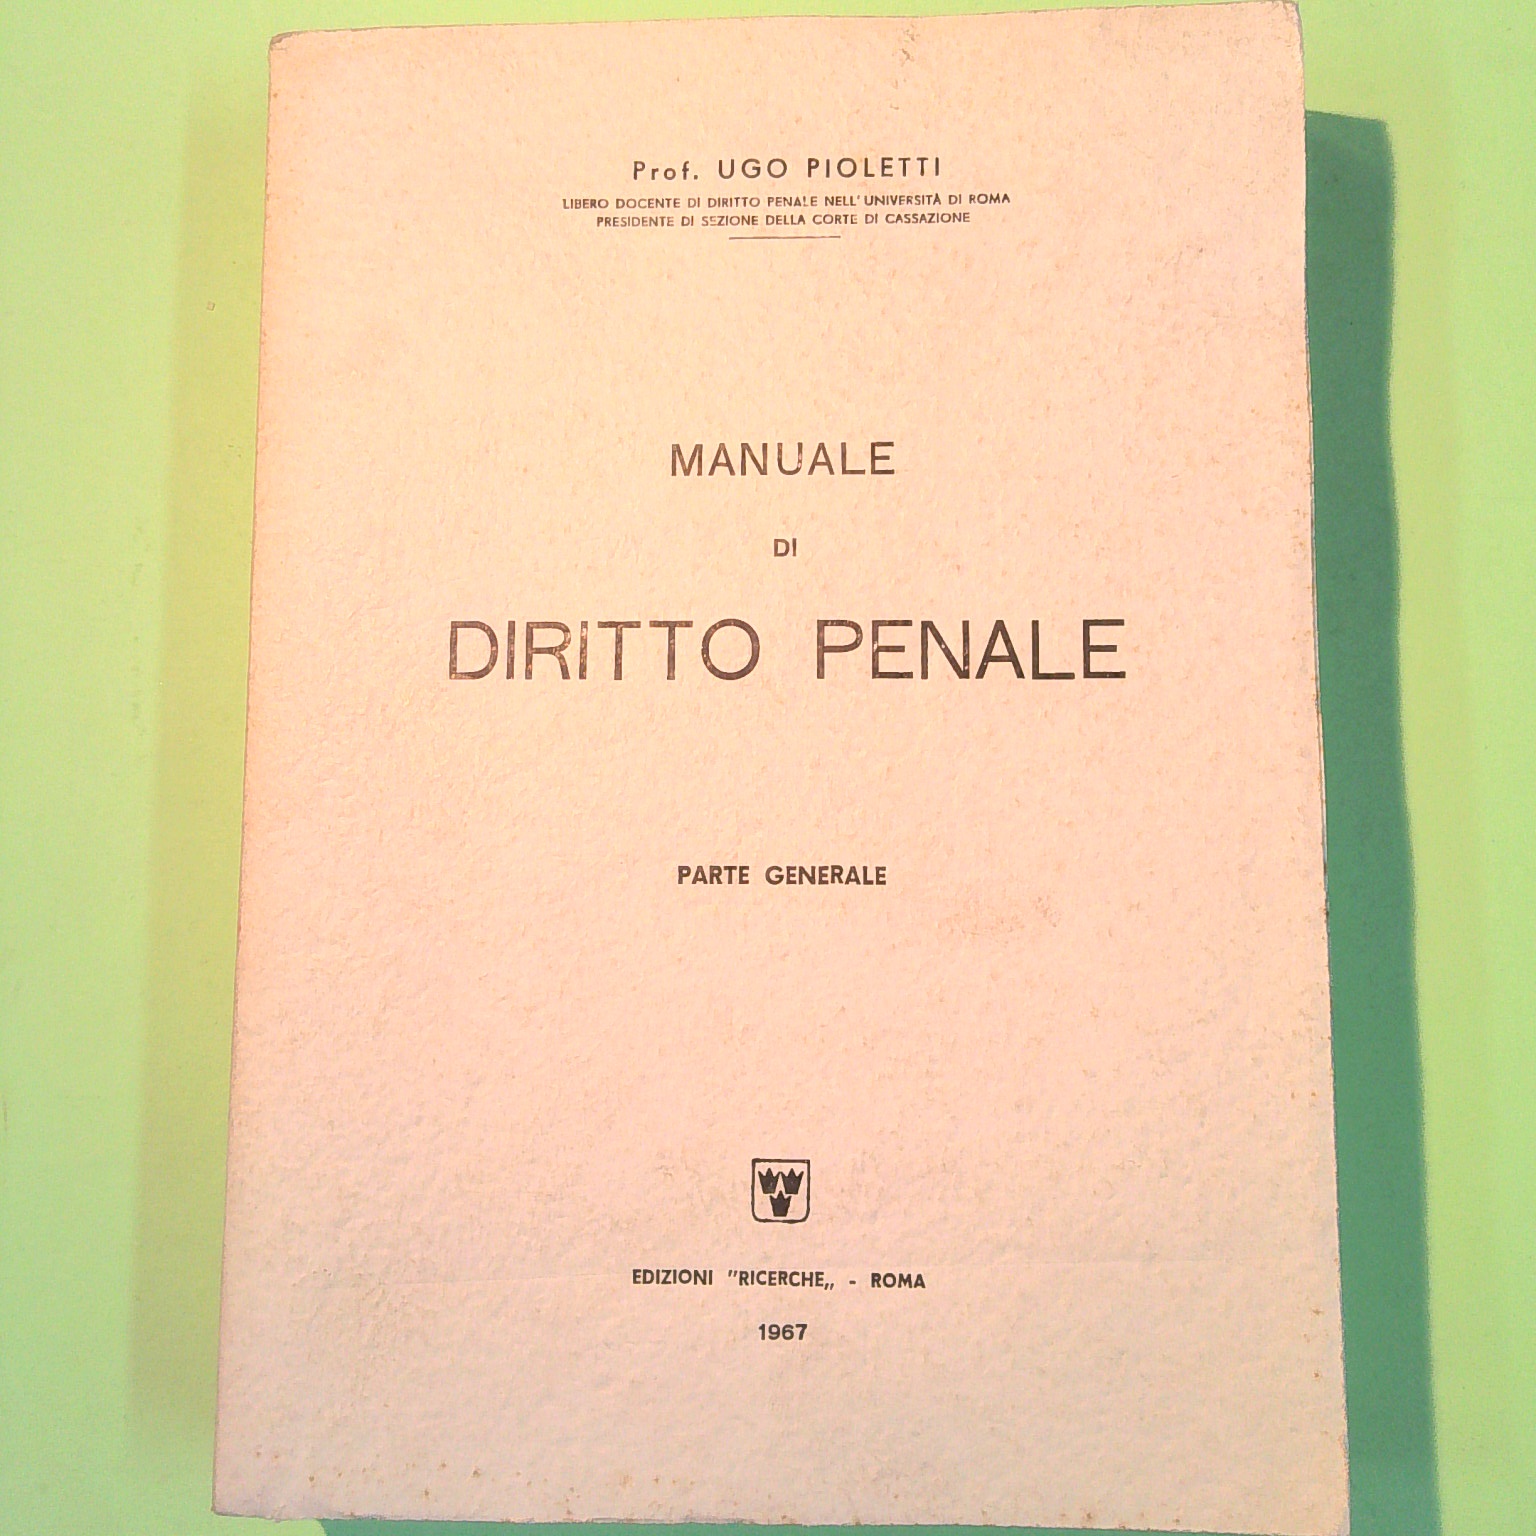 Prof. UGO PIOLETTI
LIBERO DOCENTE DI DIRITTO PENALE NELL'UNIVERSITÀ DI ROMA
PRESIDENTE DI SEZIONE DELLA CORTE DI CASSAZIONE
MANUALE
DI
DIRITTO PENALE
PARTE GENERALE
EDIZIONI "RICERCHE„ - ROMA
1967